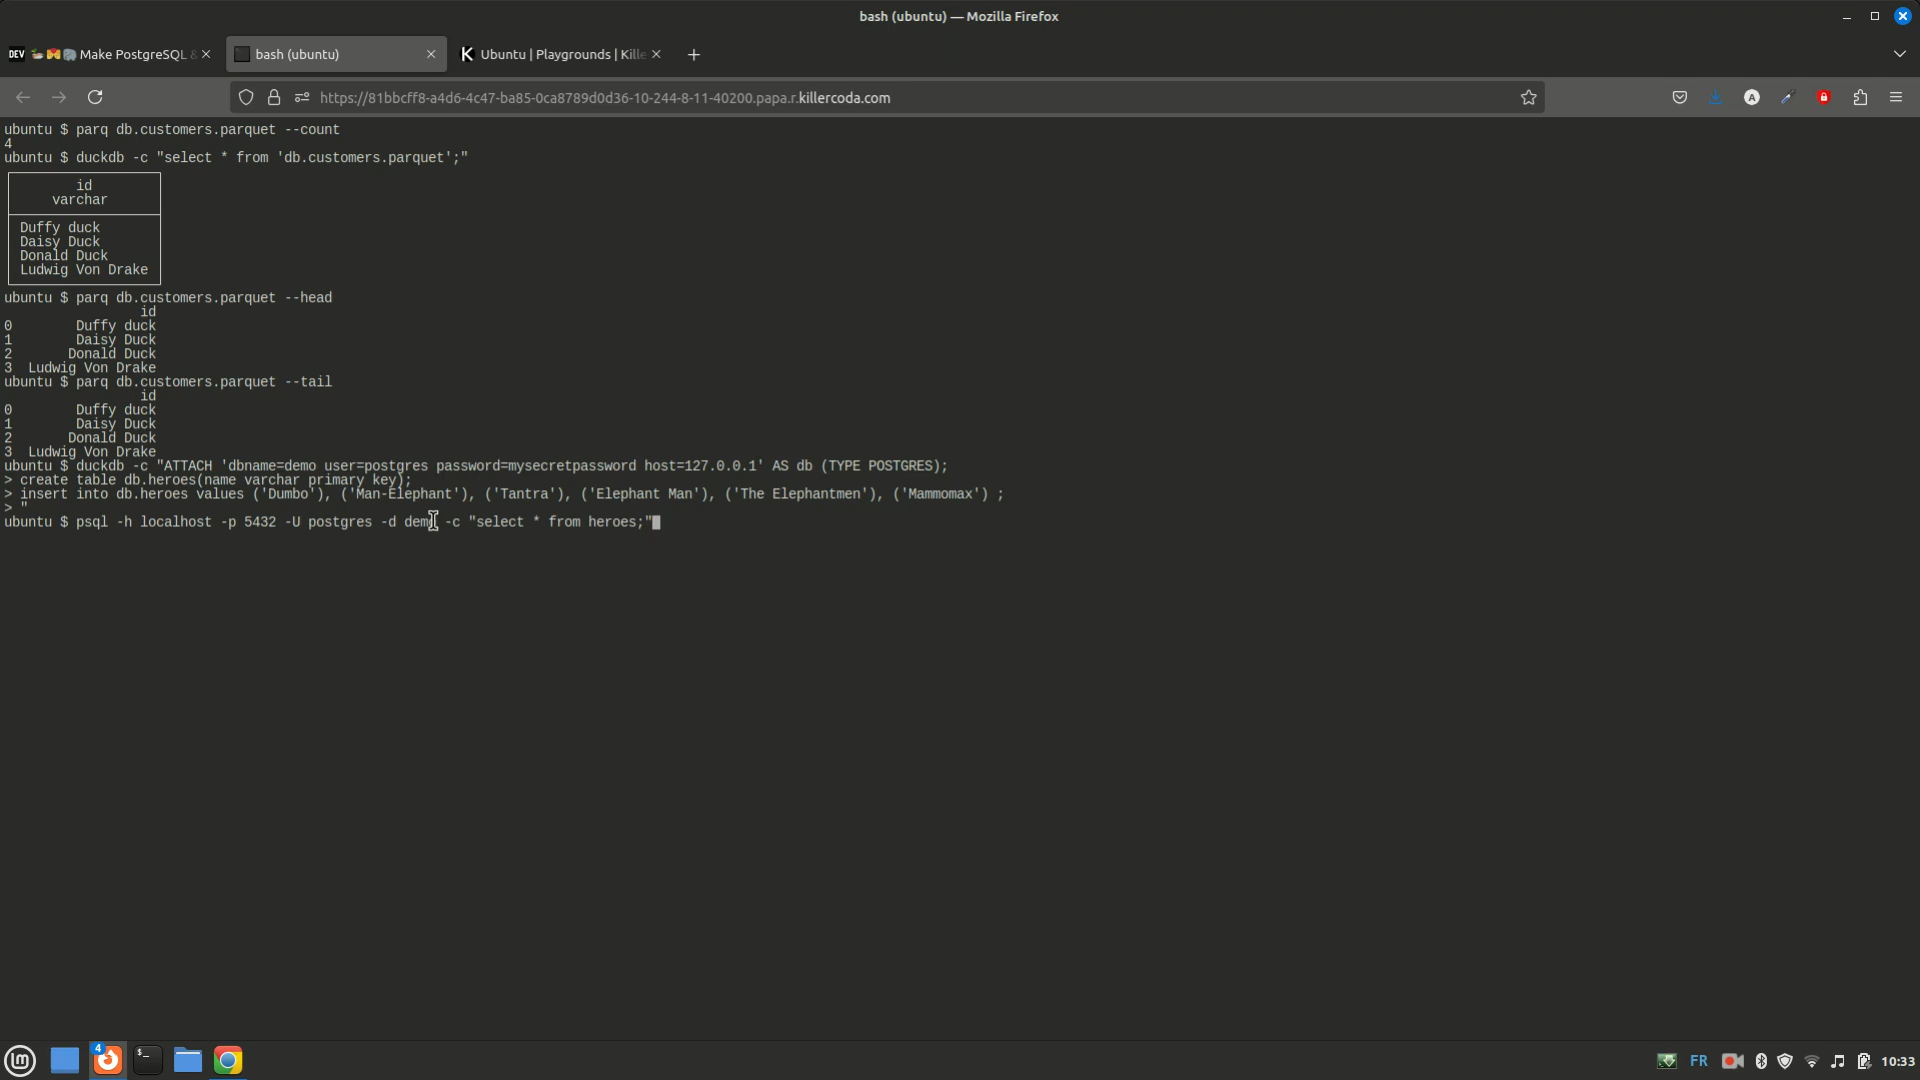 bash (ubuntu) — Mozilla Firefox
DEV Make PostgreSQL &
bash (ubuntu)
K Ubuntu | Playgrounds | Kille
https://81bbcff8-a4d6-4c47-ba85-0ca8789d0d36-10-244-8-11-40200.papa.r.killercoda.com
A
ubuntu $ parq db.customers.parquet --count
4
ubuntu $ duckdb -c "select * from 'db.customers.parquet';"
id
varchar
Duffy duck
Daisy Duck
Donald Duck
Ludwig Von Drake
ubuntu $ parq db.customers.parquet --head
id
0 Duffy duck
1 Daisy Duck
2 Donald Duck
3 Ludwig Von Drake
ubuntu $ parq db.customers.parquet --tail
id
0 Duffy duck
1 Daisy Duck
2 Donald Duck
3 Ludwig Von Drake
ubuntu $ duckdb -c "ATTACH 'dbname=demo user=postgres password=mysecretpassword host=127.0.0.1' AS db (TYPE POSTGRES);
> create table db.heroes(name varchar primary key);
> insert into db.heroes values ('Dumbo'), ('Man-Elephant'), ('Tantra'), ('Elephant Man'), ('The Elephantmen'), ('Mammomax') ;
> "
ubuntu $ psql -h localhost -p 5432 -U postgres -d demo -c "select * from heroes;"
4
$_
FR
10:33